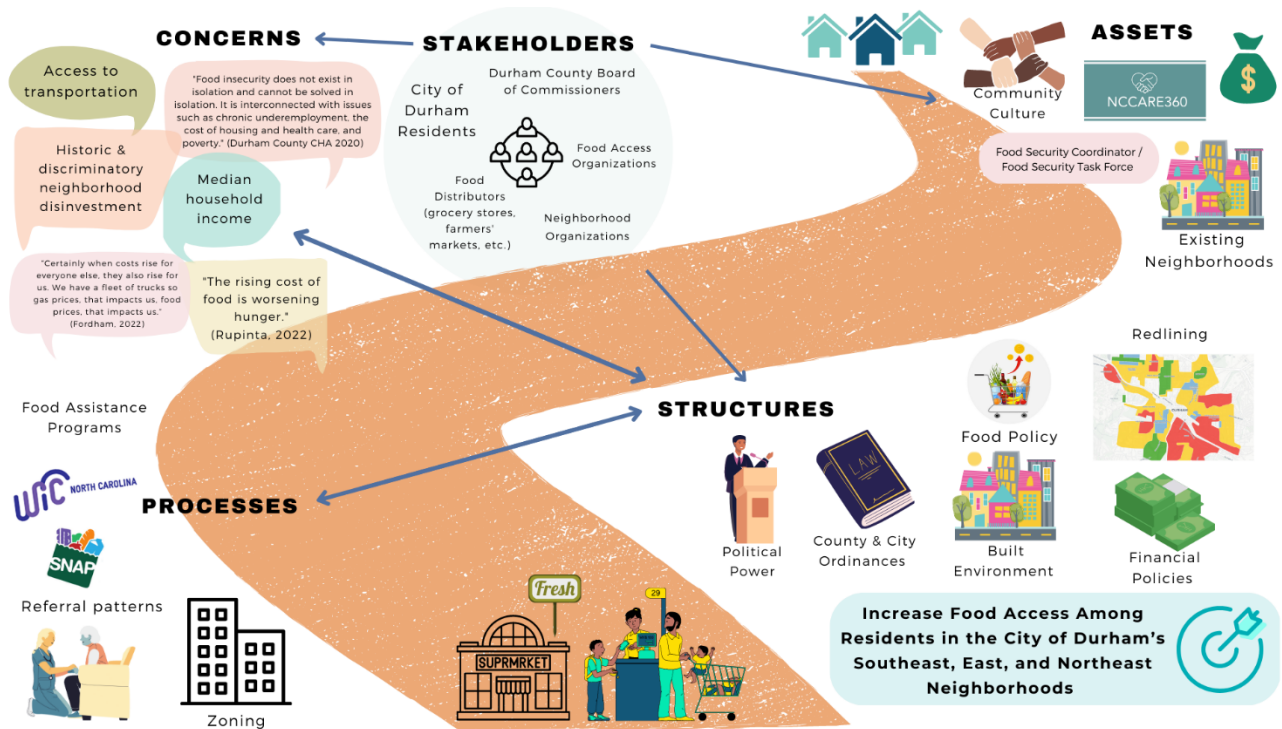 CONCERNS
Access to
transportation
"Food insecurity does not exist in
isolation and cannot be solved in
isolation. It is interconnected with issues
such as chronic underemployment, the
cost of housing and health care, and
poverty." (Durham County CHA 2020)
Historic &
discriminatory
neighborhood
disinvestment
Median
household
income
"Certainly when costs rise for
everyone else, they also rise for
us. We have a fleet of trucks so
gas prices, that impacts us, food
prices, that impacts us."
(Fordham, 2022)
"The rising cost of
food is worsening
hunger."
(Rupinta, 2022)
STAKEHOLDERS
Durham County Board
of Commissioners
City of
Durham
Residents
Food Access
Organizations
Food
Distributors
(grocery stores,
farmers'
markets, etc.)
Neighborhood
Organizations
ASSETS
Community
Culture
NCCARE360
$
Food Security Coordinator /
Food Security Task Force
Existing
Neighborhoods
STRUCTURES
Political
Power
LAW
County & City
Ordinances
Food Policy
Built
Environment
Redlining
Financial
Policies
Food Assistance
Programs
WIC NORTH CAROLINA
PROCESSES
SNAP
Referral patterns
Zoning
Fresh
SUPRMRKET
29
Increase Food Access Among
Residents in the City of Durham's
Southeast, East, and Northeast
Neighborhoods